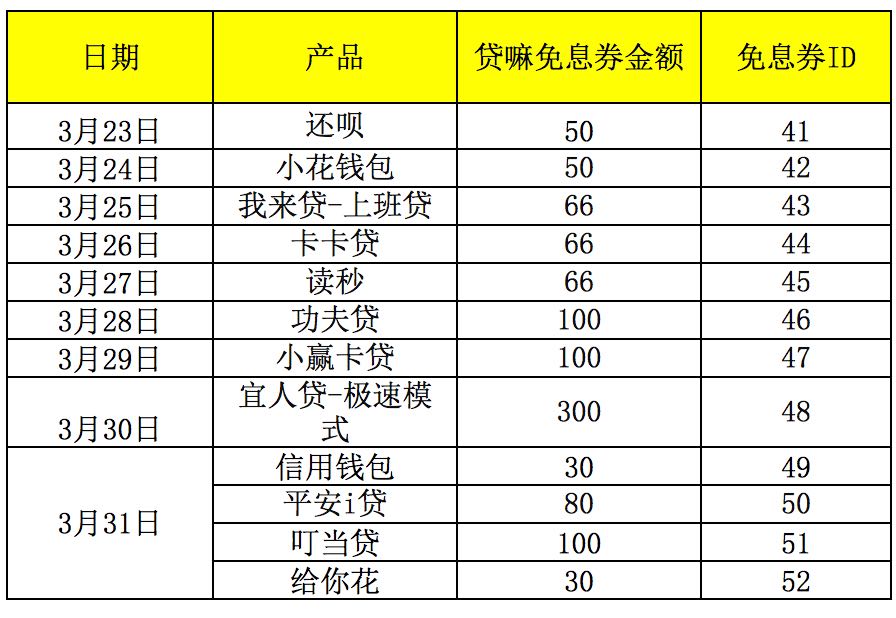 日期 产品 贷嘛免息券金额 免息券ID
3月23日 还呗 50 41
3月24日 小花钱包 50 42
3月25日 我来贷-上班贷 66 43
3月26日 卡卡贷 66 44
3月27日 读秒 66 45
3月28日 功夫贷 100 46
3月29日 小赢卡贷 100 47
3月30日 宜人贷-极速模
式 300 48
3月31日 信用钱包 30 49
平安i贷 80 50
叮当贷 100 51
给你花 30 52